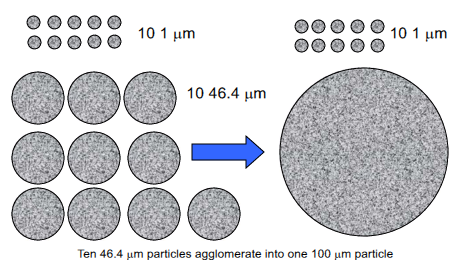 10 1 μm
10 1 μm
10 46.4 μm
Ten 46.4 μm particles agglomerate into one 100 μm particle